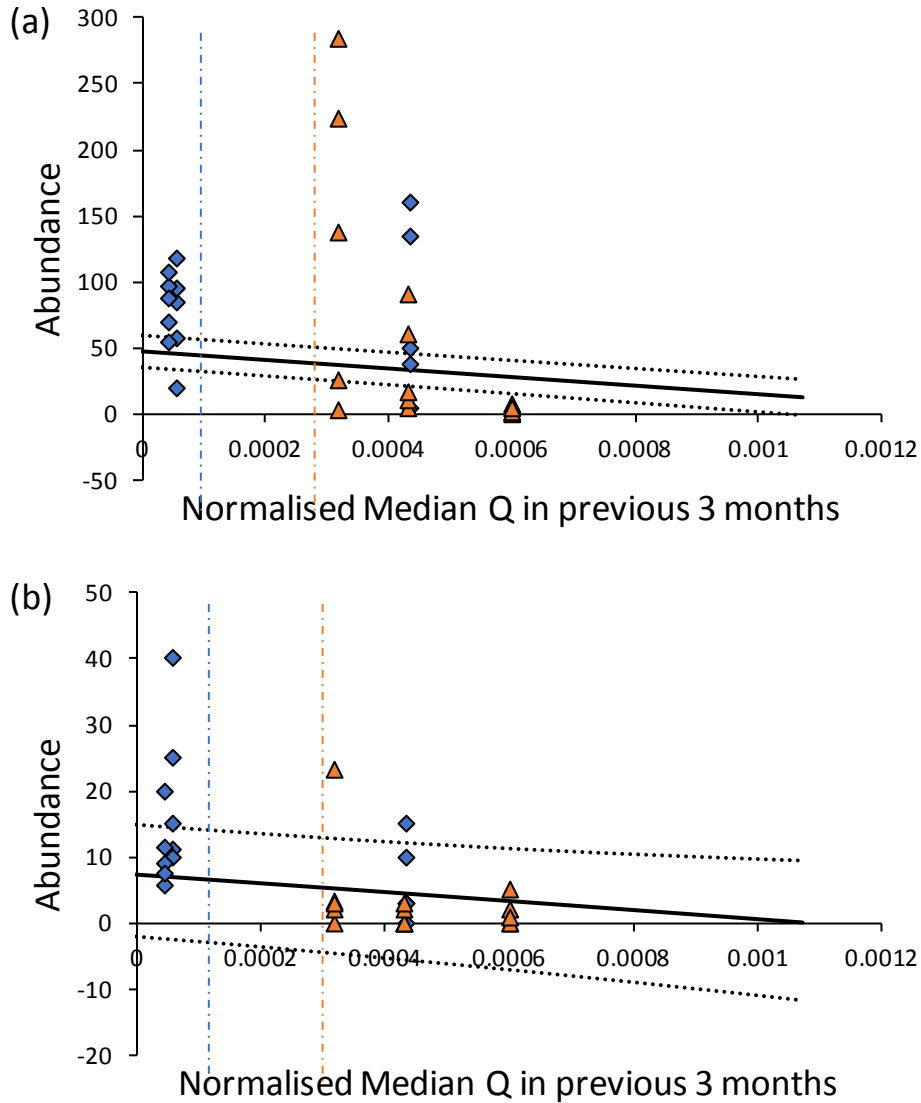 (a)
300
250
200
150
100
50
0
-50
0 0.0002 0.0004 0.0006 0.0008 0.001 0.0012
Abundance
Normalised Median Q in previous 3 months
(b)
50
40
30
20
10
0
-10
-20
0 0.0002 0.0004 0.0006 0.0008 0.001 0.0012
Abundance
Normalised Median Q in previous 3 months